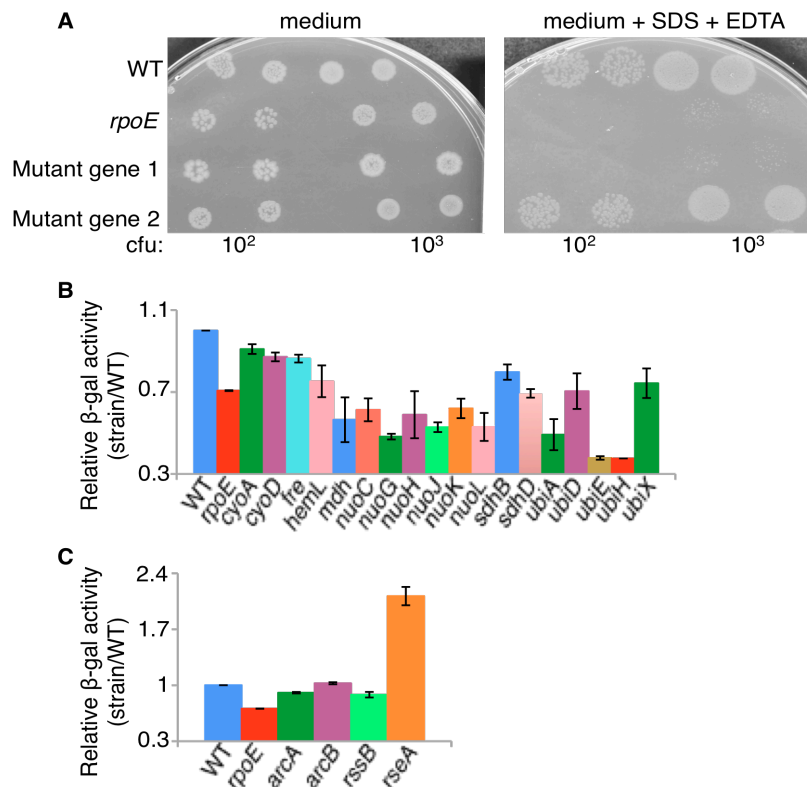 A
medium
medium + SDS + EDTA
WT
rpoE
Mutant gene 1
Mutant gene 2
cfu: 10² 10³ 10² 10³
B
Relative β-gal activity
(strain/WT)
1.1
0.7
0.3
WT rpoE cyoA cyoD fre hemL mdh nuoC nuoG nuoH nuoJ nuoK nuoL sdhB sdhD ubiA ubiD ubiE ubiH ubiX
C
Relative β-gal activity
(strain/WT)
2.4
1.7
1
0.3
WT rpoE arcA arcB rssB rseA